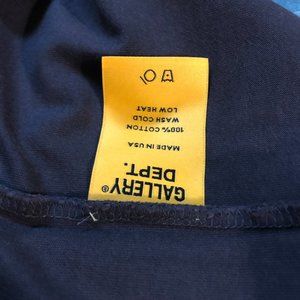 GALLERY®
DEPT.
MADE IN USA
100% COTTON
WASH COLD
LOW HEAT